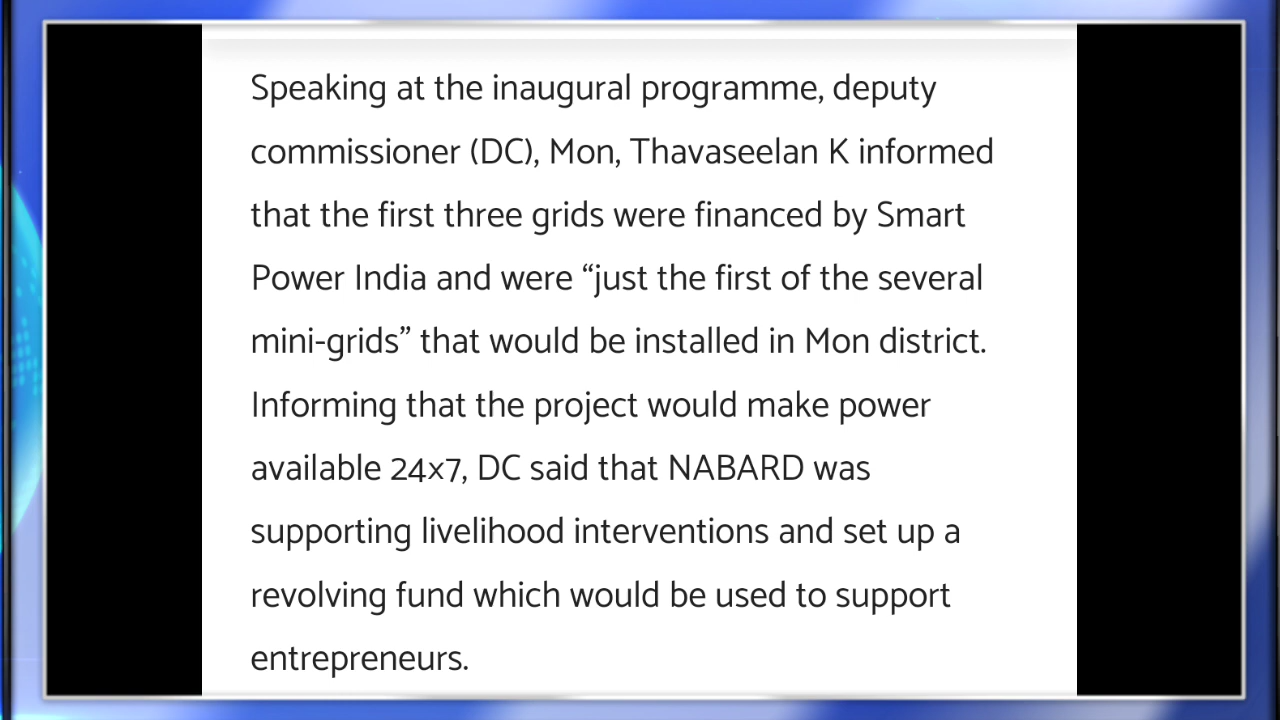 Speaking at the inaugural programme, deputy
commissioner (DC), Mon, Thavaseelan K informed
that the first three grids were financed by Smart
Power India and were “just the first of the several
mini-grids” that would be installed in Mon district.
Informing that the project would make power
available 24x7, DC said that NABARD was
supporting livelihood interventions and set up a
revolving fund which would be used to support
entrepreneurs.